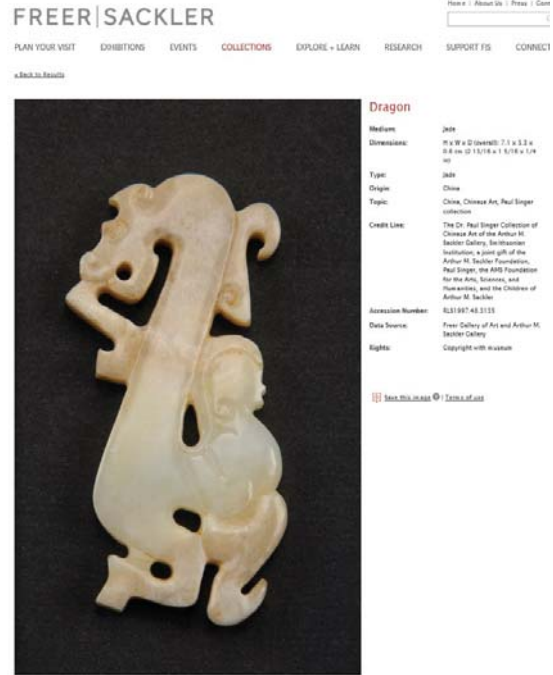 FREER|SACKLER
Home | About Us | Press |
PLAN YOUR VISIT EXHIBITIONS EVENTS COLLECTIONS EXPLORE + LEARN RESEARCH SUPPORT F|S CONNECT
« Back to Results
Dragon
Medium: Jade
Dimensions: H x W x D (overall): 7.1 x 3.3 x
0.6 cm (2 13/16 x 1 5/16 x 1/4
in)
Type: Jade
Origin: China
Topic: China, Chinese Art, Paul Singer
collection
Credit Line: The Dr. Paul Singer Collection of
Chinese Art of the Arthur M.
Sackler Gallery, Smithsonian
Institution; a joint gift of the
Arthur M. Sackler Foundation,
Paul Singer, the AMS Foundation
for the Arts, Sciences, and
Humanities, and the Children of
Arthur M. Sackler
Accession Number:
Data Source: Freer Gallery of Art and Arthur M.
Sackler Gallery
Rights: Copyright with museum
Save this image | Terms of use